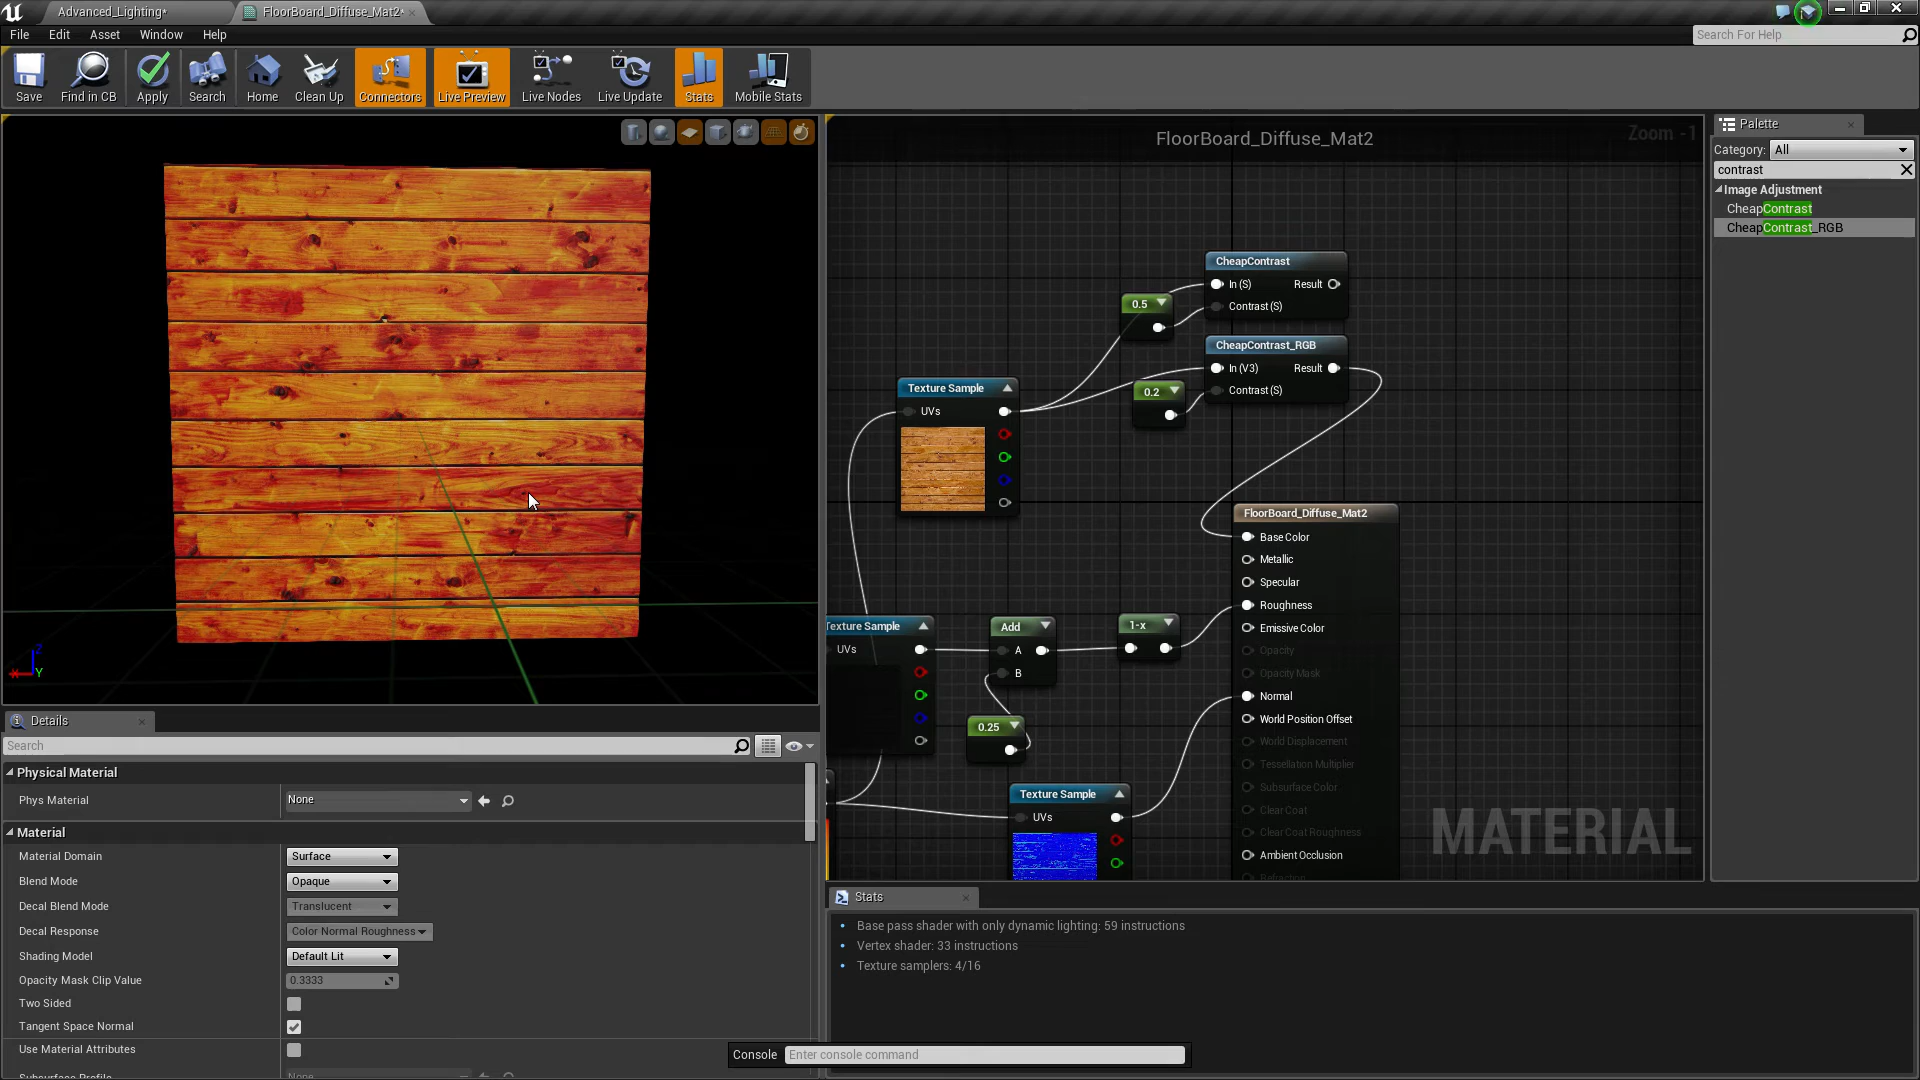 Advanced_Lighting*
FloorBoard_Diffuse_Mat2*
File Edit Asset Window Help
Search For Help
Save Find in CB Apply Search Home Clean Up Connectors Live Preview Live Nodes Live Update Stats Mobile Stats
FloorBoard_Diffuse_Mat2
Zoom -1
Palette
Category: All
contrast
Image Adjustment
CheapContrast
CheapContrast_RGB
CheapContrast
In (S) Result
Contrast (S)
0.5
CheapContrast_RGB
In (V3) Result
Contrast (S)
0.2
Texture Sample
UVs
FloorBoard_Diffuse_Mat2
Base Color
Metallic
Specular
Roughness
Emissive Color
Opacity
Opacity Mask
Normal
World Position Offset
World Displacement
Tessellation Multiplier
Subsurface Color
Clear Coat
Clear Coat Roughness
Ambient Occlusion
Refraction
Texture Sample
UVs
Add
A
B
1-x
0.25
Texture Sample
UVs
MATERIAL
Z
X
Y
Details
Search
Physical Material
Phys Material None
Material
Material Domain Surface
Blend Mode Opaque
Decal Blend Mode Translucent
Decal Response Color Normal Roughness
Shading Model Default Lit
Opacity Mask Clip Value 0.3333
Two Sided
Tangent Space Normal
Use Material Attributes
Subsurface Profile None
Stats
Base pass shader with only dynamic lighting: 59 instructions
Vertex shader: 33 instructions
Texture samplers: 4/16
Console Enter console command